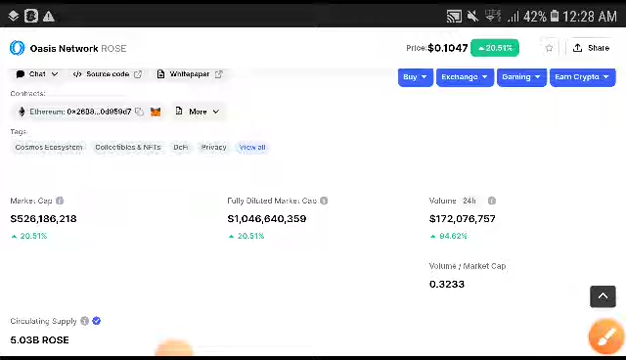 42% 12:28 AM
Oasis Network ROSE
Price:$0.1047 20.51% Share
Chat Source code Whitepaper
Buy Exchange Gaming Earn Crypto
Contracts:
Ethereum: 0x26B8...0d959d7 More
Tags:
Cosmos Ecosystem Collectibles & NFTs DeFi Privacy View all
Market Cap Fully Diluted Market Cap Volume 24h
$526,186,218 $1,046,640,359 $172,076,757
20.51% 20.51% 94.62%
Volume / Market Cap
0.3233
Circulating Supply
5.03B ROSE